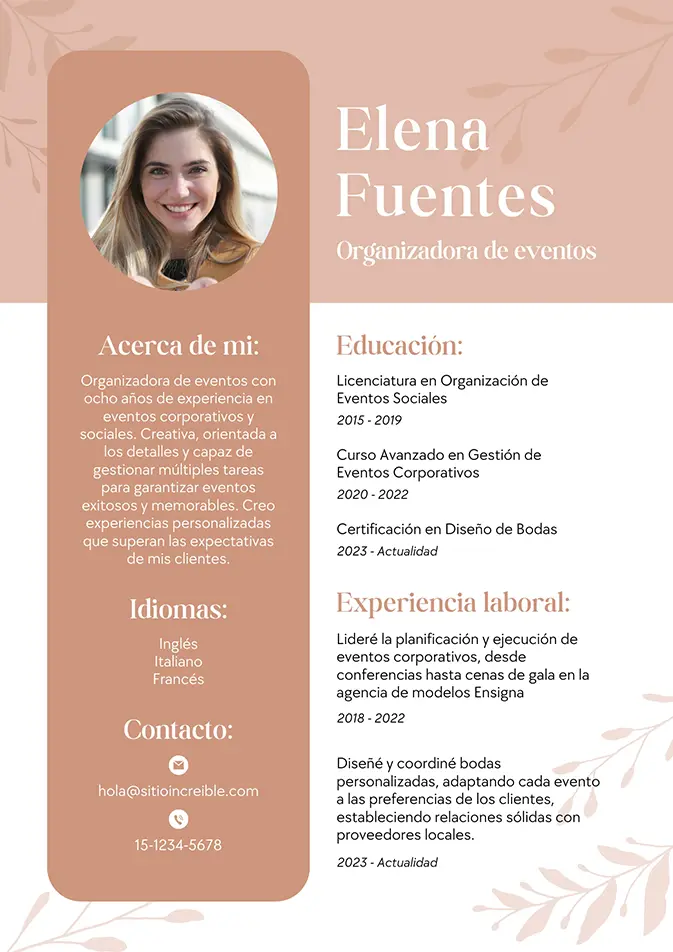 Elena
Fuentes
Organizadora de eventos
Acerca de mi:
Organizadora de eventos con
ocho años de experiencia en
eventos corporativos y
sociales. Creativa, orientada a
los detalles y capaz de
gestionar múltiples tareas
para garantizar eventos
exitosos y memorables. Creo
experiencias personalizadas
que superan las expectativas
de mis clientes.
Idiomas:
Inglés
Italiano
Francés
Contacto:
hola@sitioincreible.com
15-1234-5678
Educación:
Licenciatura en Organización de
Eventos Sociales
2015 - 2019
Curso Avanzado en Gestión de
Eventos Corporativos
2020 - 2022
Certificación en Diseño de Bodas
2023 - Actualidad
Experiencia laboral:
Lideré la planificación y ejecución de
eventos corporativos, desde
conferencias hasta cenas de gala en la
agencia de modelos Ensigna
2018 - 2022
Diseñé y coordiné bodas
personalizadas, adaptando cada evento
a las preferencias de los clientes,
estableciendo relaciones sólidas con
proveedores locales.
2023 - Actualidad